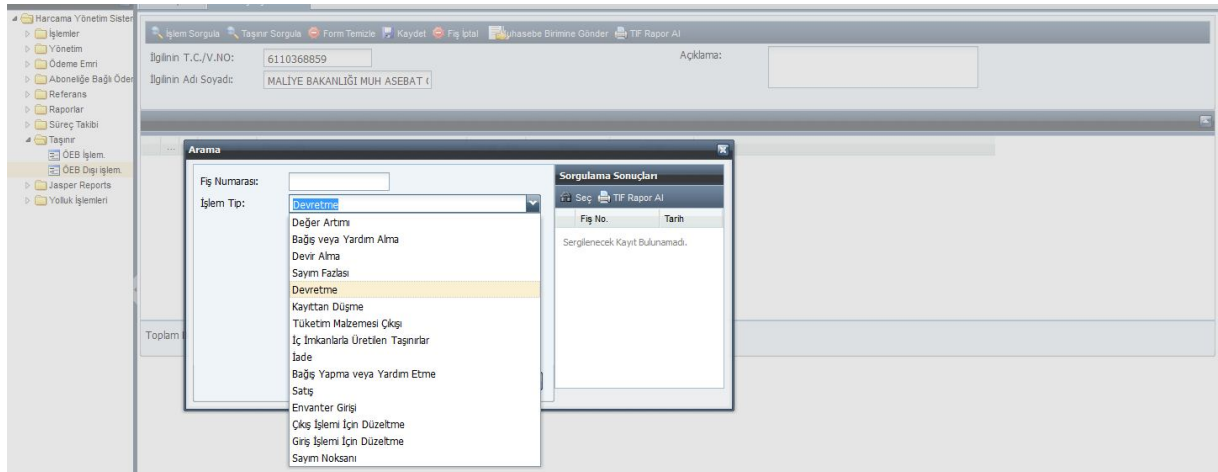 Harcama Yönetim Sister
İşlemler
Yönetim
Ödeme Emri
Aboneliğe Bağlı Öder
Referans
Raporlar
Süreç Takibi
Taşınır
ÖEB İşlem.
ÖEB Dışı işlem.
Jasper Reports
Yolluk İşlemleri
İşlem Sorgula Taşınır Sorgula Form Temizle Kaydet Fiş İptal Muhasebe Birimine Gönder TIF Rapor Al
İlgilinin T.C./V.NO: 6110368859 Açıklama:
İlgilinin Adı Soyadı: MALİYE BAKANLIĞI MUH ASEBAT
...
Toplam
Arama
Fiş Numarası:
İşlem Tip: Devretme
Değer Artımı
Bağış veya Yardım Alma
Devir Alma
Sayım Fazlası
Devretme
Kayıttan Düşme
Tüketim Malzemesi Çıkışı
İç İmkanlarla Üretilen Taşınırlar
İade
Bağış Yapma veya Yardım Etme
Satış
Envanter Girişi
Çıkış İşlemi İçin Düzeltme
Giriş İşlemi İçin Düzeltme
Sayım Noksanı
Sorgulama Sonuçları
Seç TIF Rapor Al
Fiş No. Tarih
Sergilenecek Kayıt Bulunamadı.